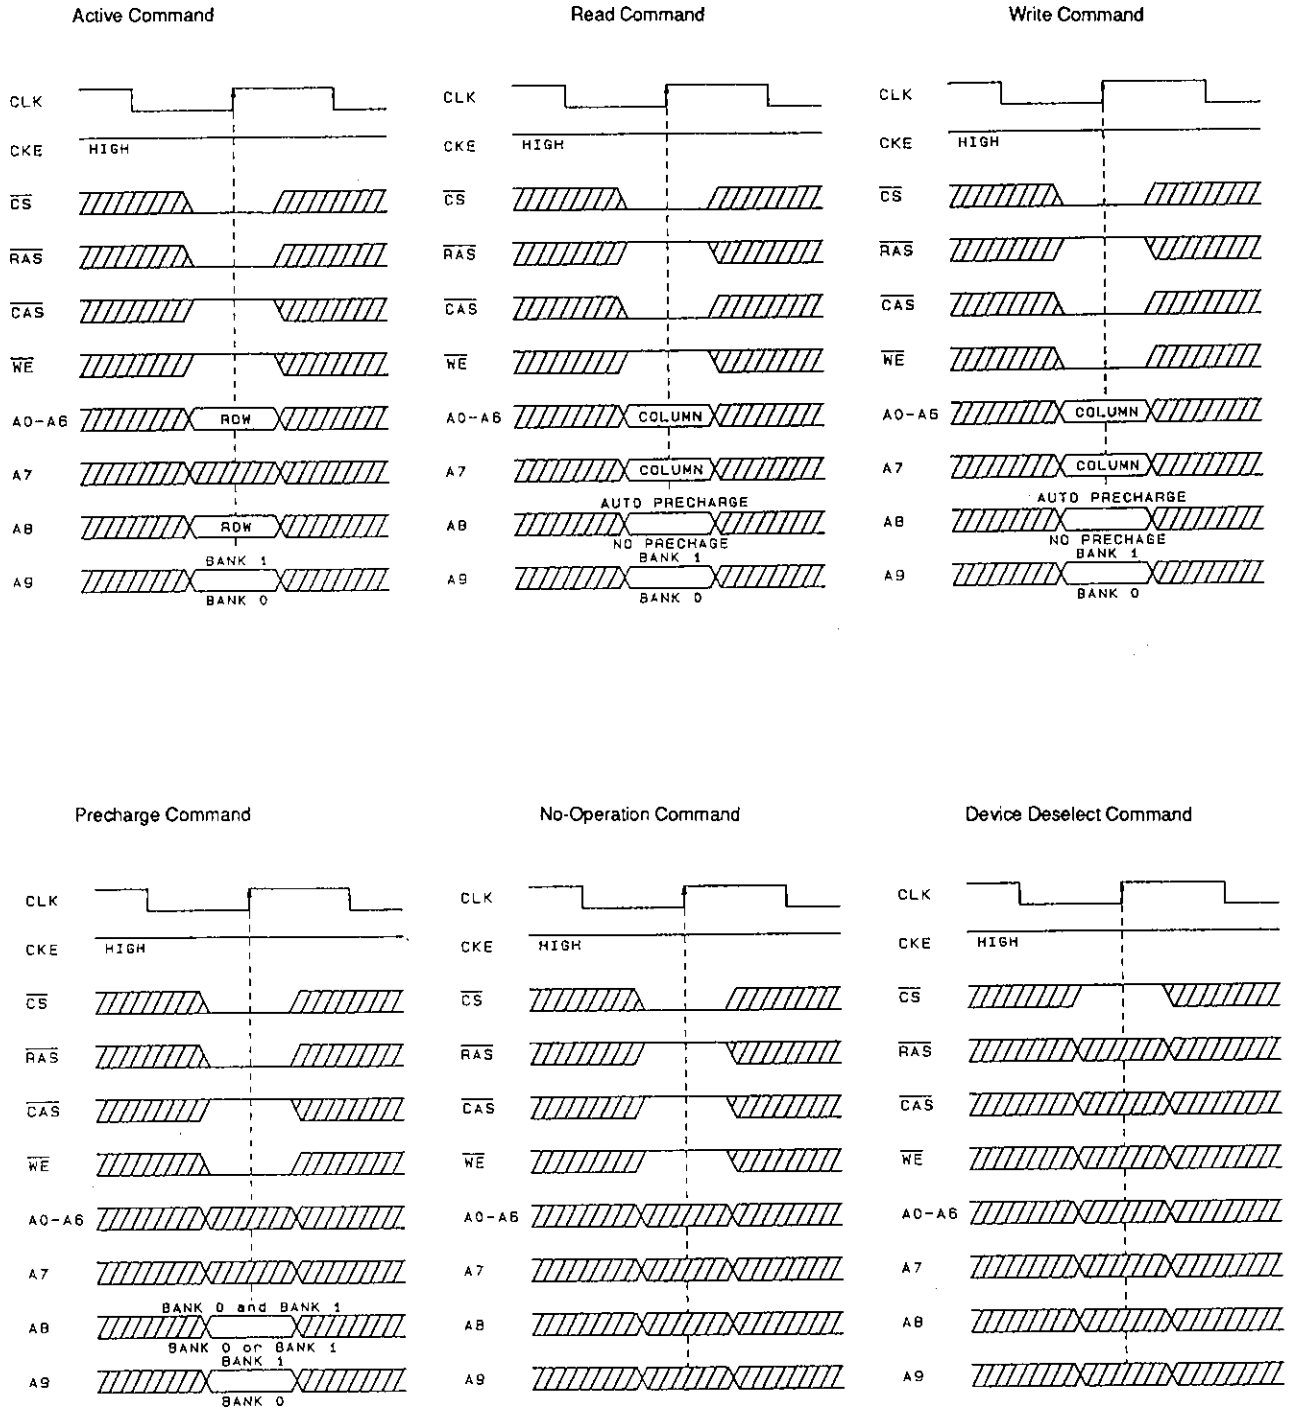 Active Command
CLK
CKE HIGH
CS
RAS
CAS
WE
A0-A6 ROW
A7
A8 ROW
BANK 1
A9
BANK 0
Read Command
CLK
CKE HIGH
CS
RAS
CAS
WE
A0-A6 COLUMN
A7 COLUMN
AUTO PRECHARGE
A8
NO PRECHAGE
BANK 1
A9
BANK 0
Write Command
CLK
CKE HIGH
CS
RAS
CAS
WE
A0-A6 COLUMN
A7 COLUMN
AUTO PRECHARGE
A8
NO PRECHAGE
BANK 1
A9
BANK 0
Precharge Command
CLK
CKE HIGH
CS
RAS
CAS
WE
A0-A6
A7
BANK 0 and BANK 1
A8
BANK 0 or BANK 1
BANK 1
A9
BANK 0
No-Operation Command
CLK
CKE HIGH
CS
RAS
CAS
WE
A0-A6
A7
A8
A9
Device Deselect Command
CLK
CKE HIGH
CS
RAS
CAS
WE
A0-A6
A7
A8
A9